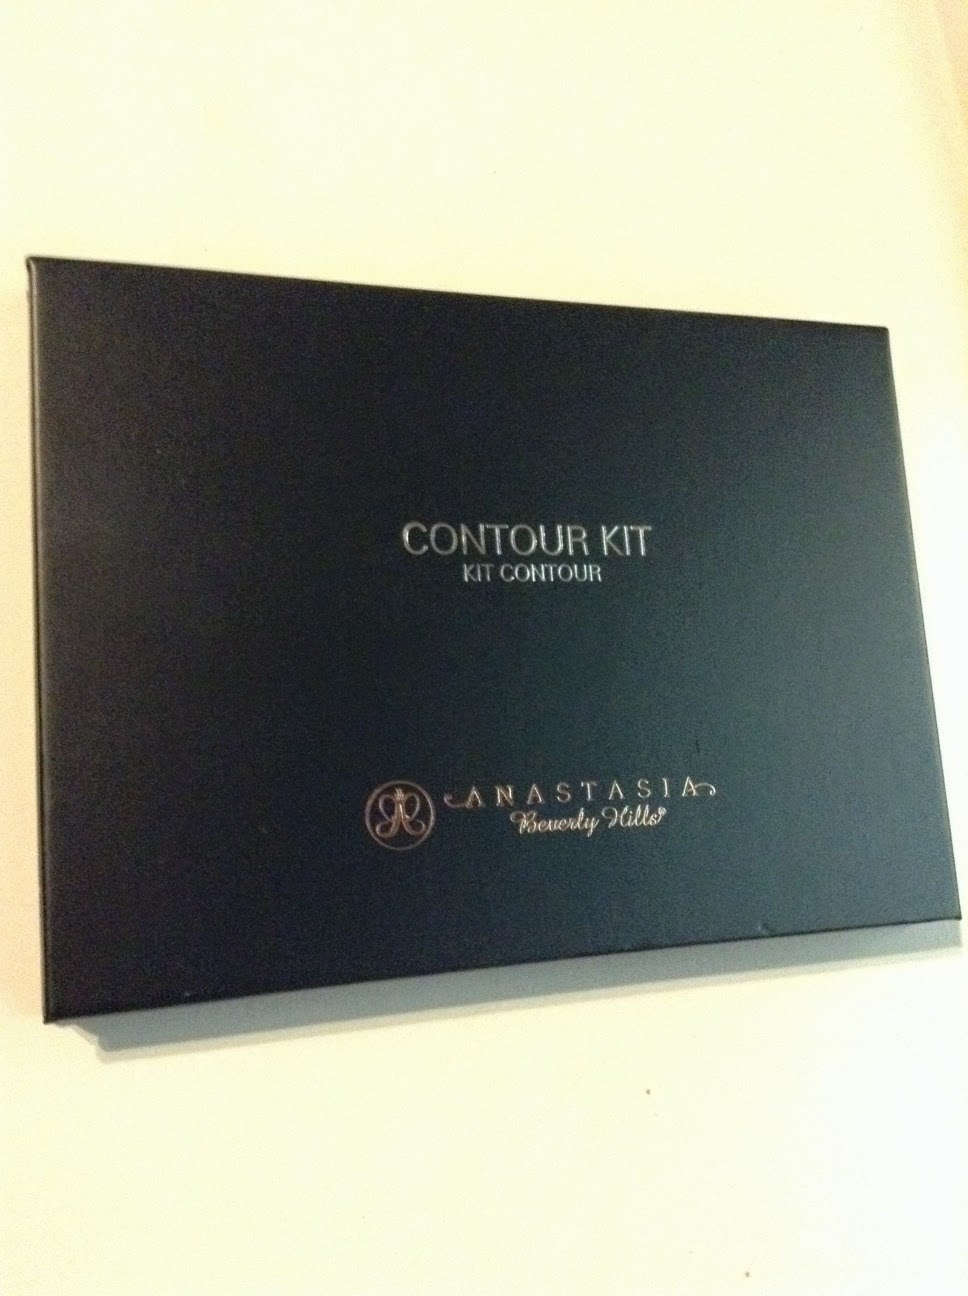 CONTOUR KIT
KIT CONTOUR
ANASTASIA
Beverly Hills®